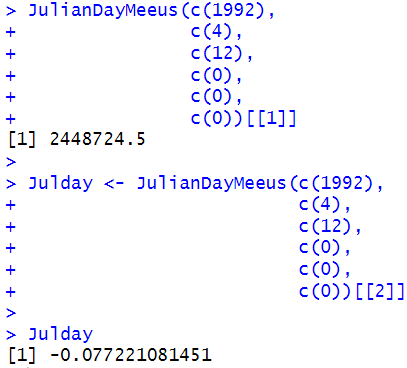 > JulianDayMeeus(c(1992),
+                c(4),
+                c(12),
+                c(0),
+                c(0),
+                c(0))[[1]]
[1] 2448724.5
>
> Julday <- JulianDayMeeus(c(1992),
+                          c(4),
+                          c(12),
+                          c(0),
+                          c(0),
+                          c(0))[[2]]
>
> Julday
[1] -0.077221081451